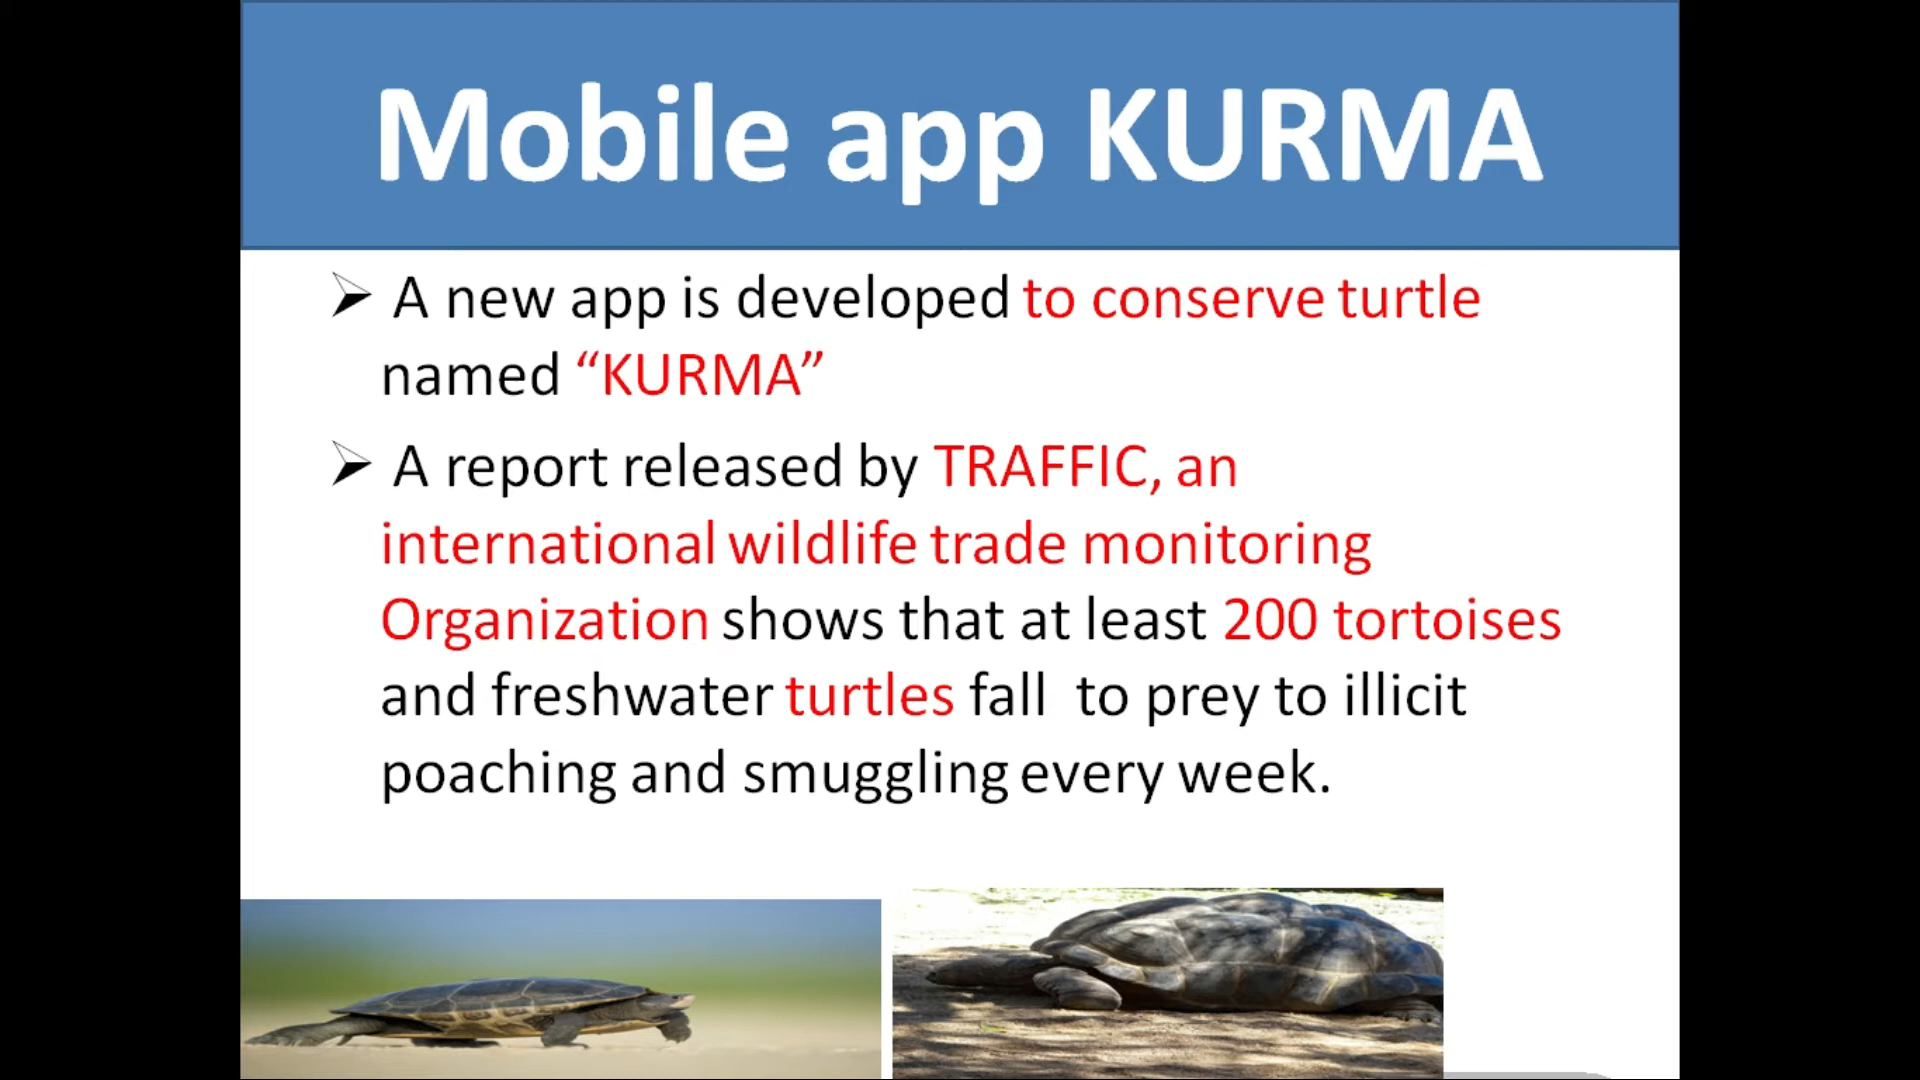 Mobile app KURMA
➢ A new app is developed to conserve turtle
named “KURMA”
➢ A report released by TRAFFIC, an
international wildlife trade monitoring
Organization shows that at least 200 tortoises
and freshwater turtles fall  to prey to illicit
poaching and smuggling every week.